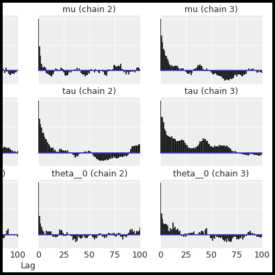 mu (chain 2) mu (chain 3)
tau (chain 2) tau (chain 3)
) theta__0 (chain 2) theta__0 (chain 3)
100 0 25 50 75 100 0 25 50 75 100
Lag